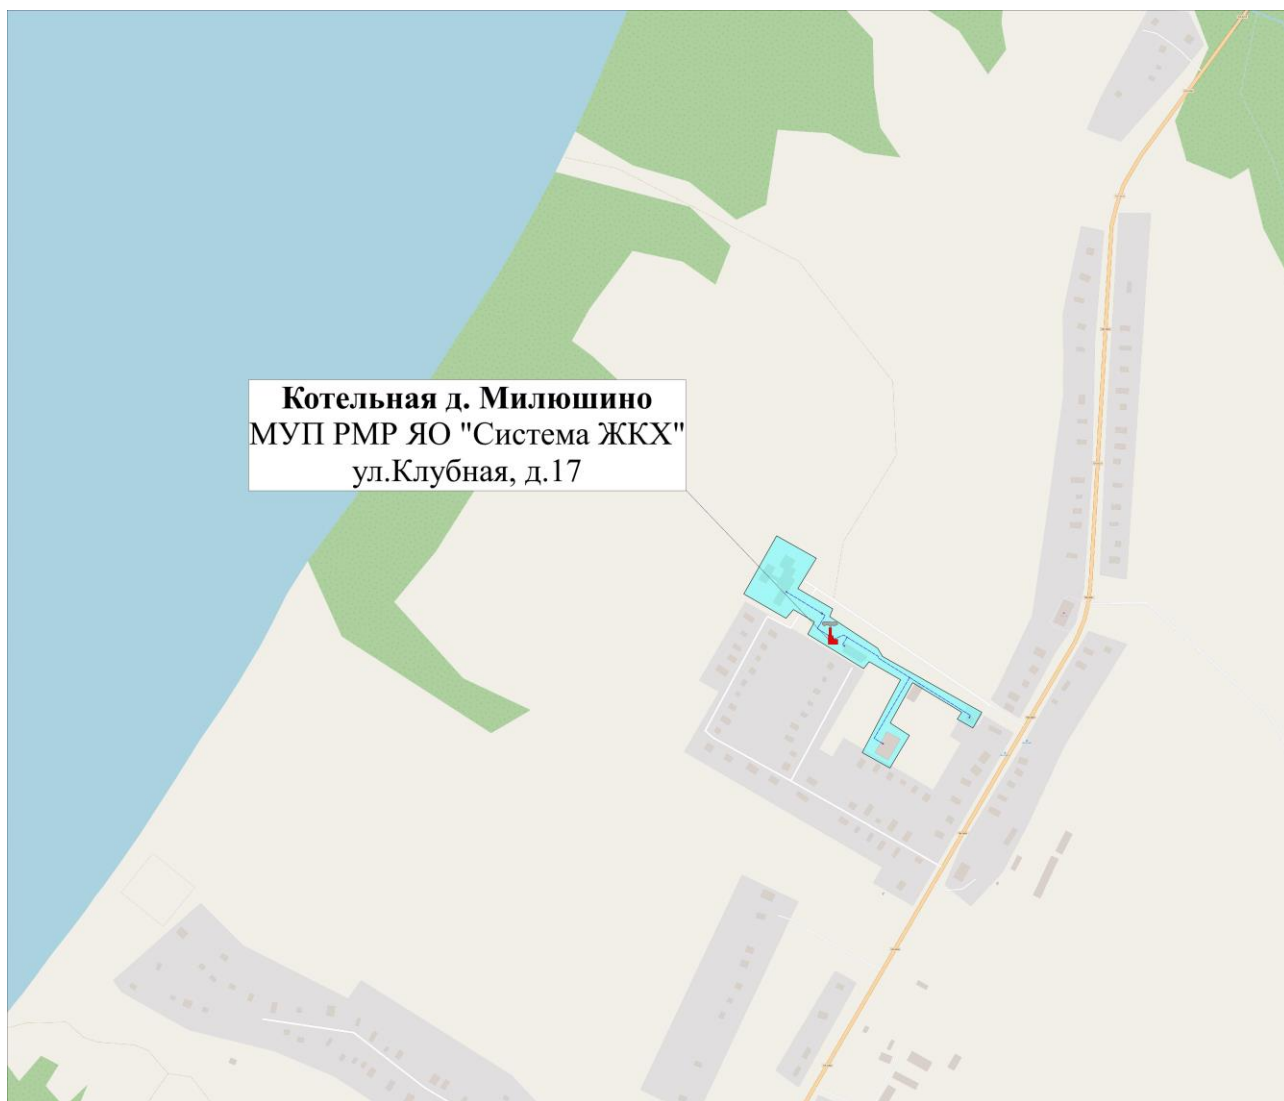 Котельная д. Милюшино
МУП РМР ЯО "Система ЖКХ"
ул.Клубная, д.17